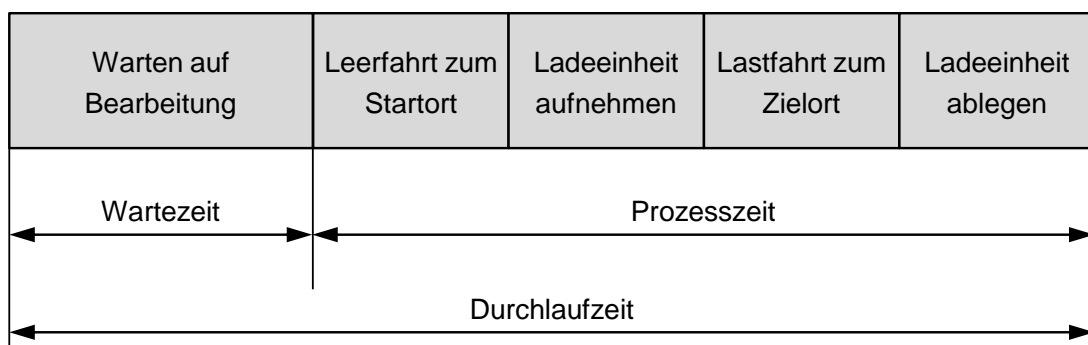 Warten auf
Bearbeitung
Leerfahrt zum
Startort
Ladeeinheit
aufnehmen
Lastfahrt zum
Zielort
Ladeeinheit
ablegen
Wartezeit
Prozesszeit
Durchlaufzeit